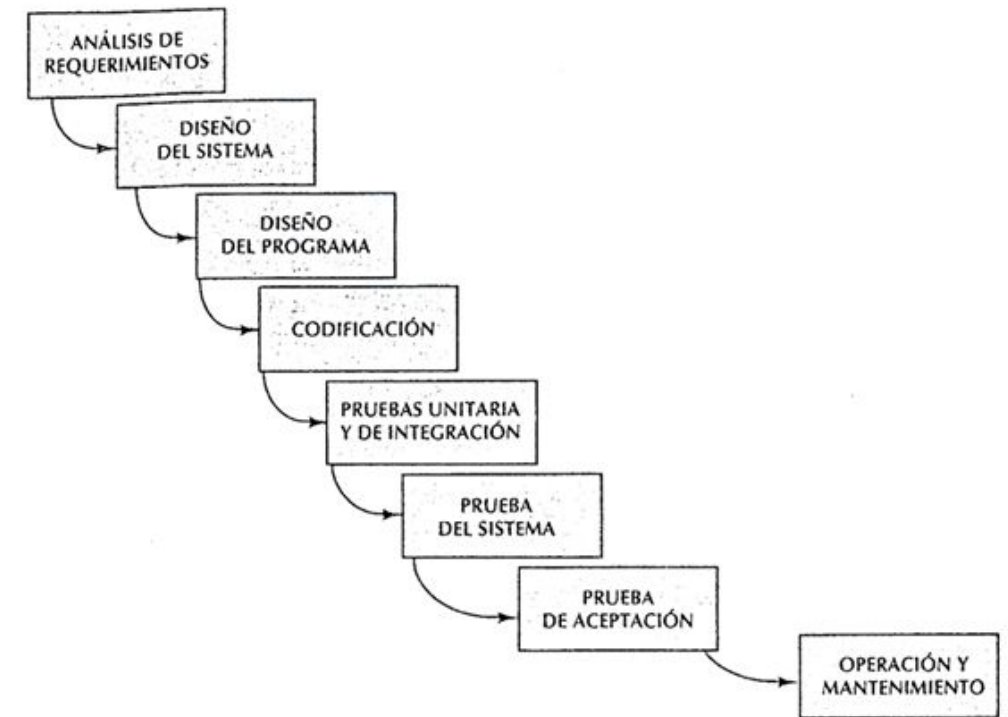 ANÁLISIS DE
REQUERIMIENTOS
DISEÑO
DEL SISTEMA
DISEÑO
DEL PROGRAMA
CODIFICACIÓN
PRUEBAS UNITARIA
Y DE INTEGRACIÓN
PRUEBA
DEL SISTEMA
PRUEBA
DE ACEPTACIÓN
OPERACIÓN Y
MANTENIMIENTO